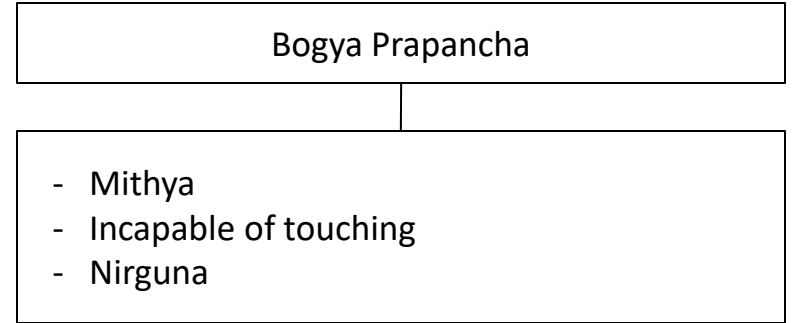 Bogya Prapancha
- Mithya
- Incapable of touching
- Nirguna